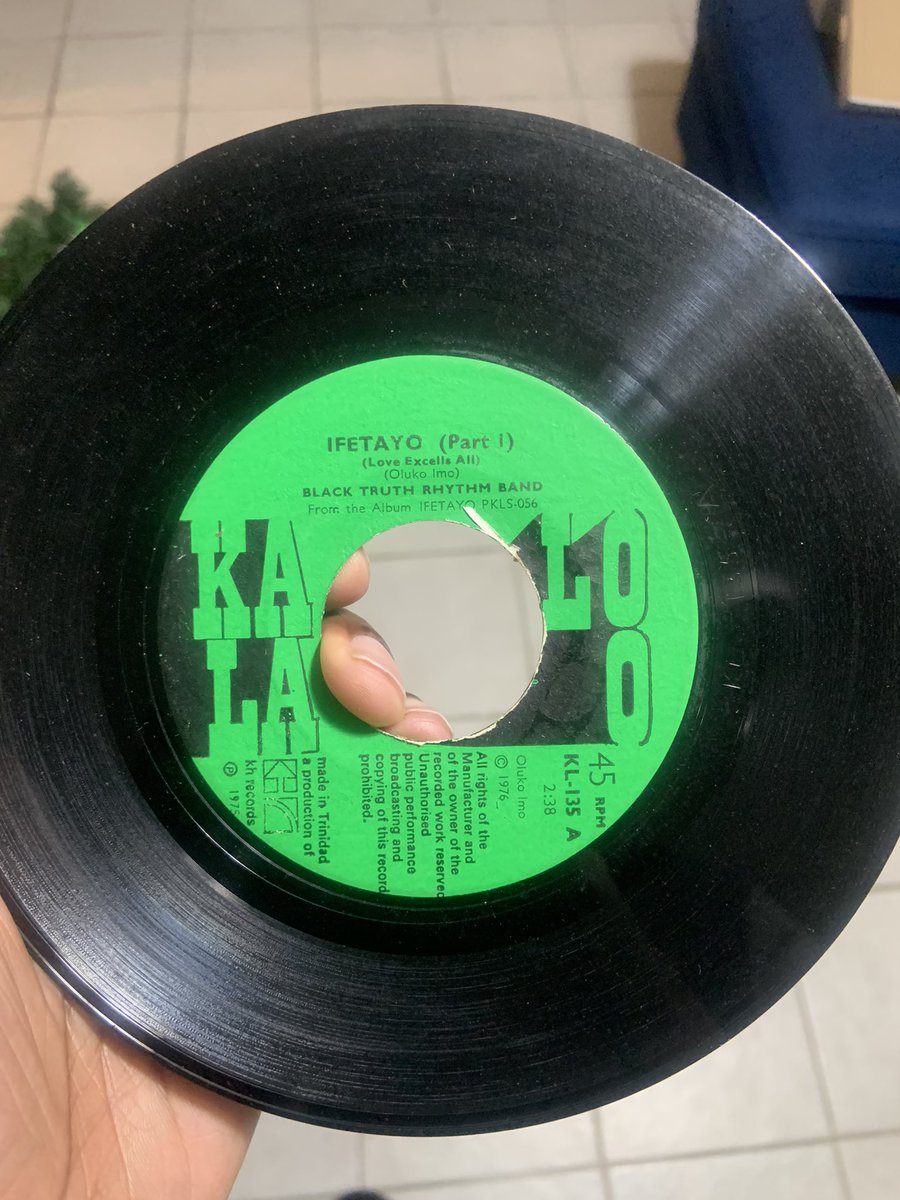 IFETAYO (Part 1)
(Love Excells All)
(Oluko Imo)
BLACK TRUTH RHYTHM BAND
From the Album IFETAYO PKLS-056
KA LO
LA O
45 RPM
KL-135 A
2:38
Oluko Imo
© 1976
All rights of the
Manufacturer and
of the owner of the
recorded work reserved
Unauthorised
public performance
broadcasting and
copying of this record
prohibited.
made in Trinidad
a production of
kh records
℗ 1976